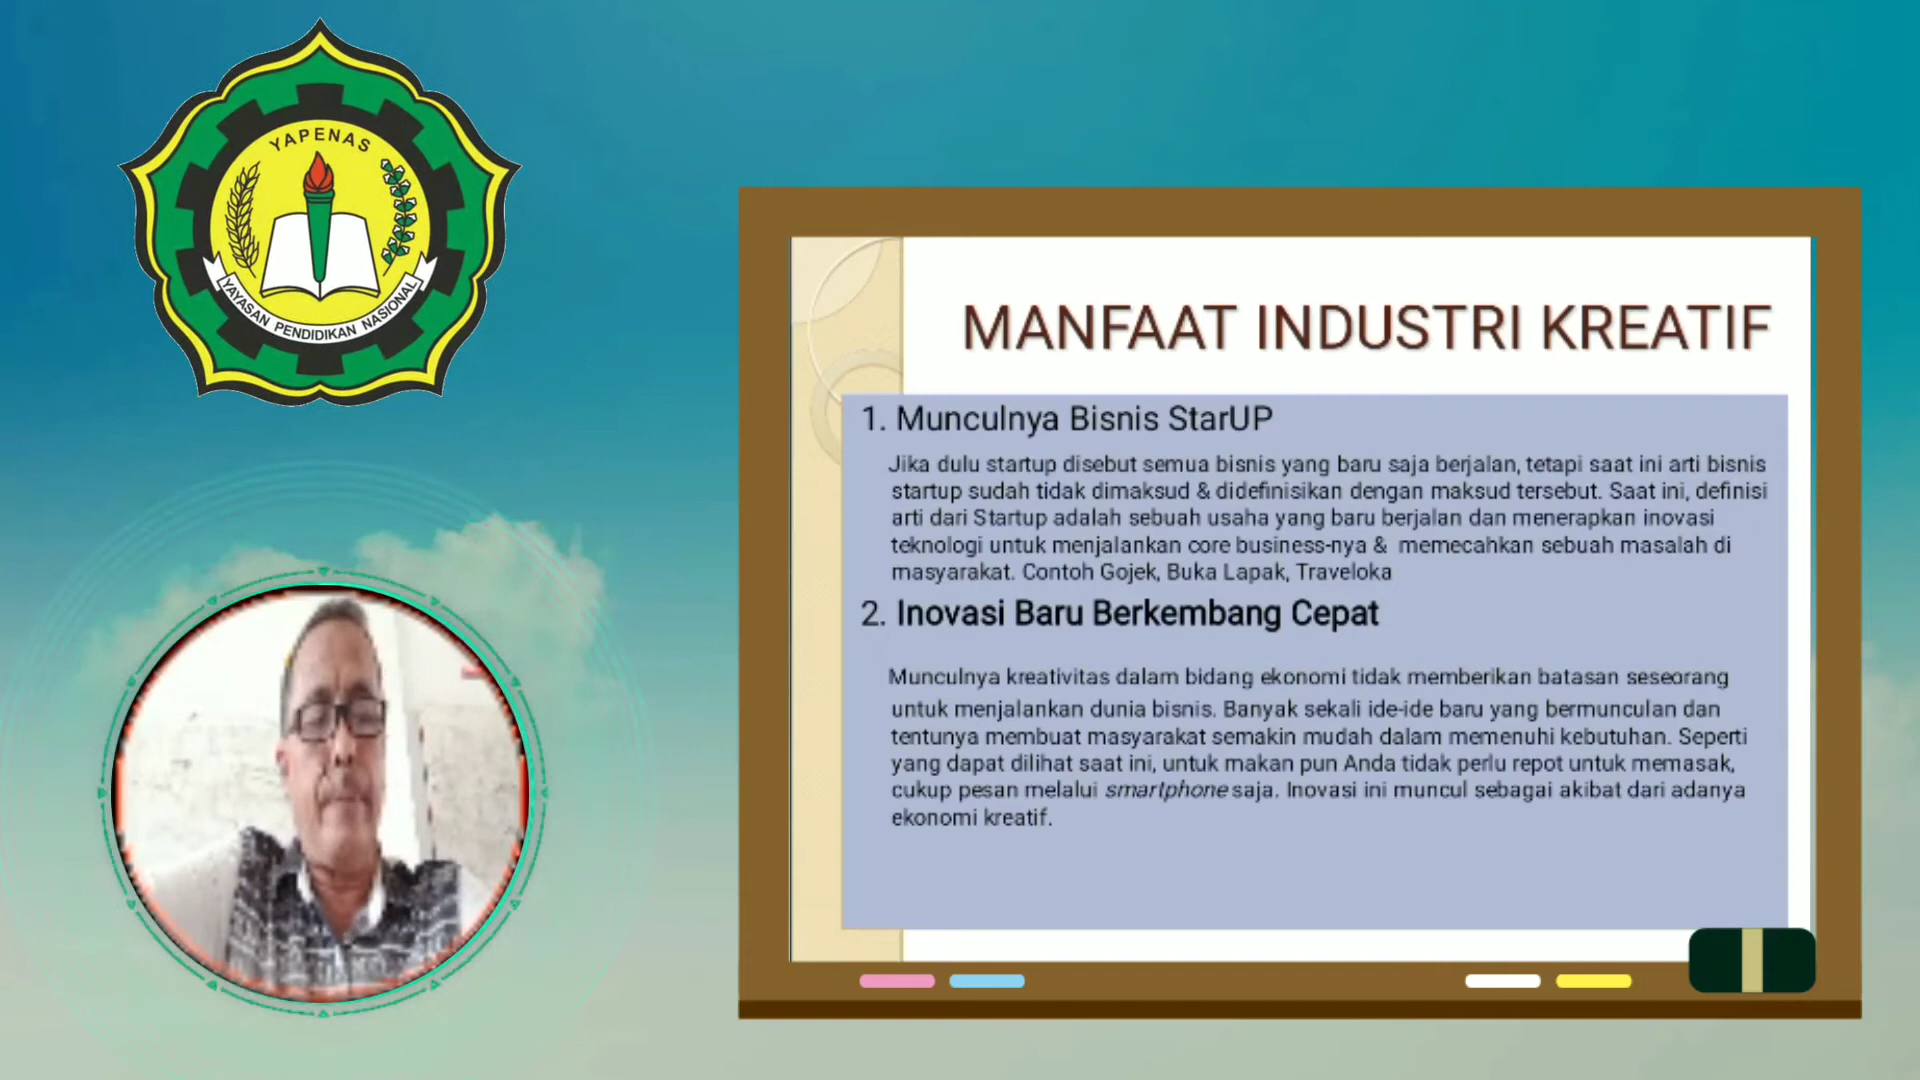 YAPENAS
YAYASAN PENDIDIKAN NASIONAL
MANFAAT INDUSTRI KREATIF
1. Munculnya Bisnis StarUP
Jika dulu startup disebut semua bisnis yang baru saja berjalan, tetapi saat ini arti bisnis
startup sudah tidak dimaksud & didefinisikan dengan maksud tersebut. Saat ini, definisi
arti dari Startup adalah sebuah usaha yang baru berjalan dan menerapkan inovasi
teknologi untuk menjalankan core business-nya & memecahkan sebuah masalah di
masyarakat. Contoh Gojek, Buka Lapak, Traveloka
2. Inovasi Baru Berkembang Cepat
Munculnya kreativitas dalam bidang ekonomi tidak memberikan batasan seseorang
untuk menjalankan dunia bisnis. Banyak sekali ide-ide baru yang bermunculan dan
tentunya membuat masyarakat semakin mudah dalam memenuhi kebutuhan. Seperti
yang dapat dilihat saat ini, untuk makan pun Anda tidak perlu repot untuk memasak,
cukup pesan melalui smartphone saja. Inovasi ini muncul sebagai akibat dari adanya
ekonomi kreatif.